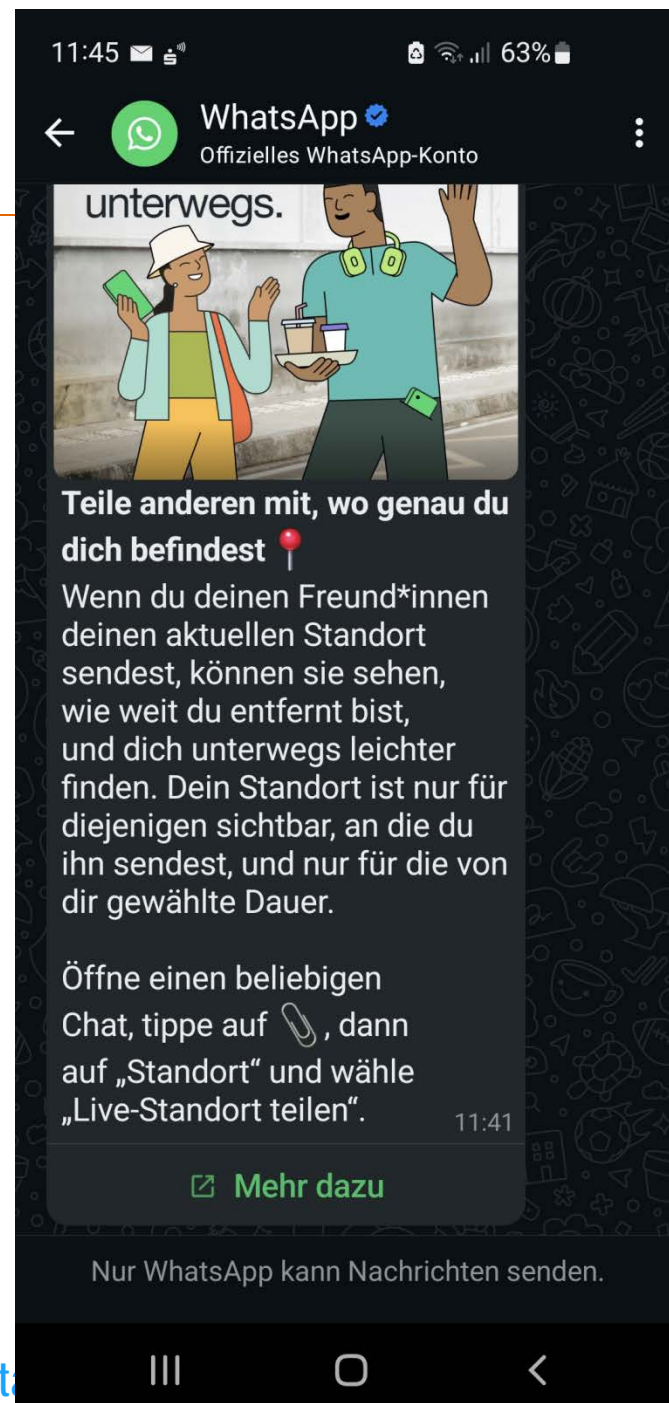 11:45
63%
WhatsApp
Offizielles WhatsApp-Konto
unterwegs.
Teile anderen mit, wo genau du
dich befindest 📍
Wenn du deinen Freund*innen
deinen aktuellen Standort
sendest, können sie sehen,
wie weit du entfernt bist,
und dich unterwegs leichter
finden. Dein Standort ist nur für
diejenigen sichtbar, an die du
ihn sendest, und nur für die von
dir gewählte Dauer.
Öffne einen beliebigen
Chat, tippe auf 📎, dann
auf „Standort“ und wähle
„Live-Standort teilen“.
11:41
Mehr dazu
Nur WhatsApp kann Nachrichten senden.